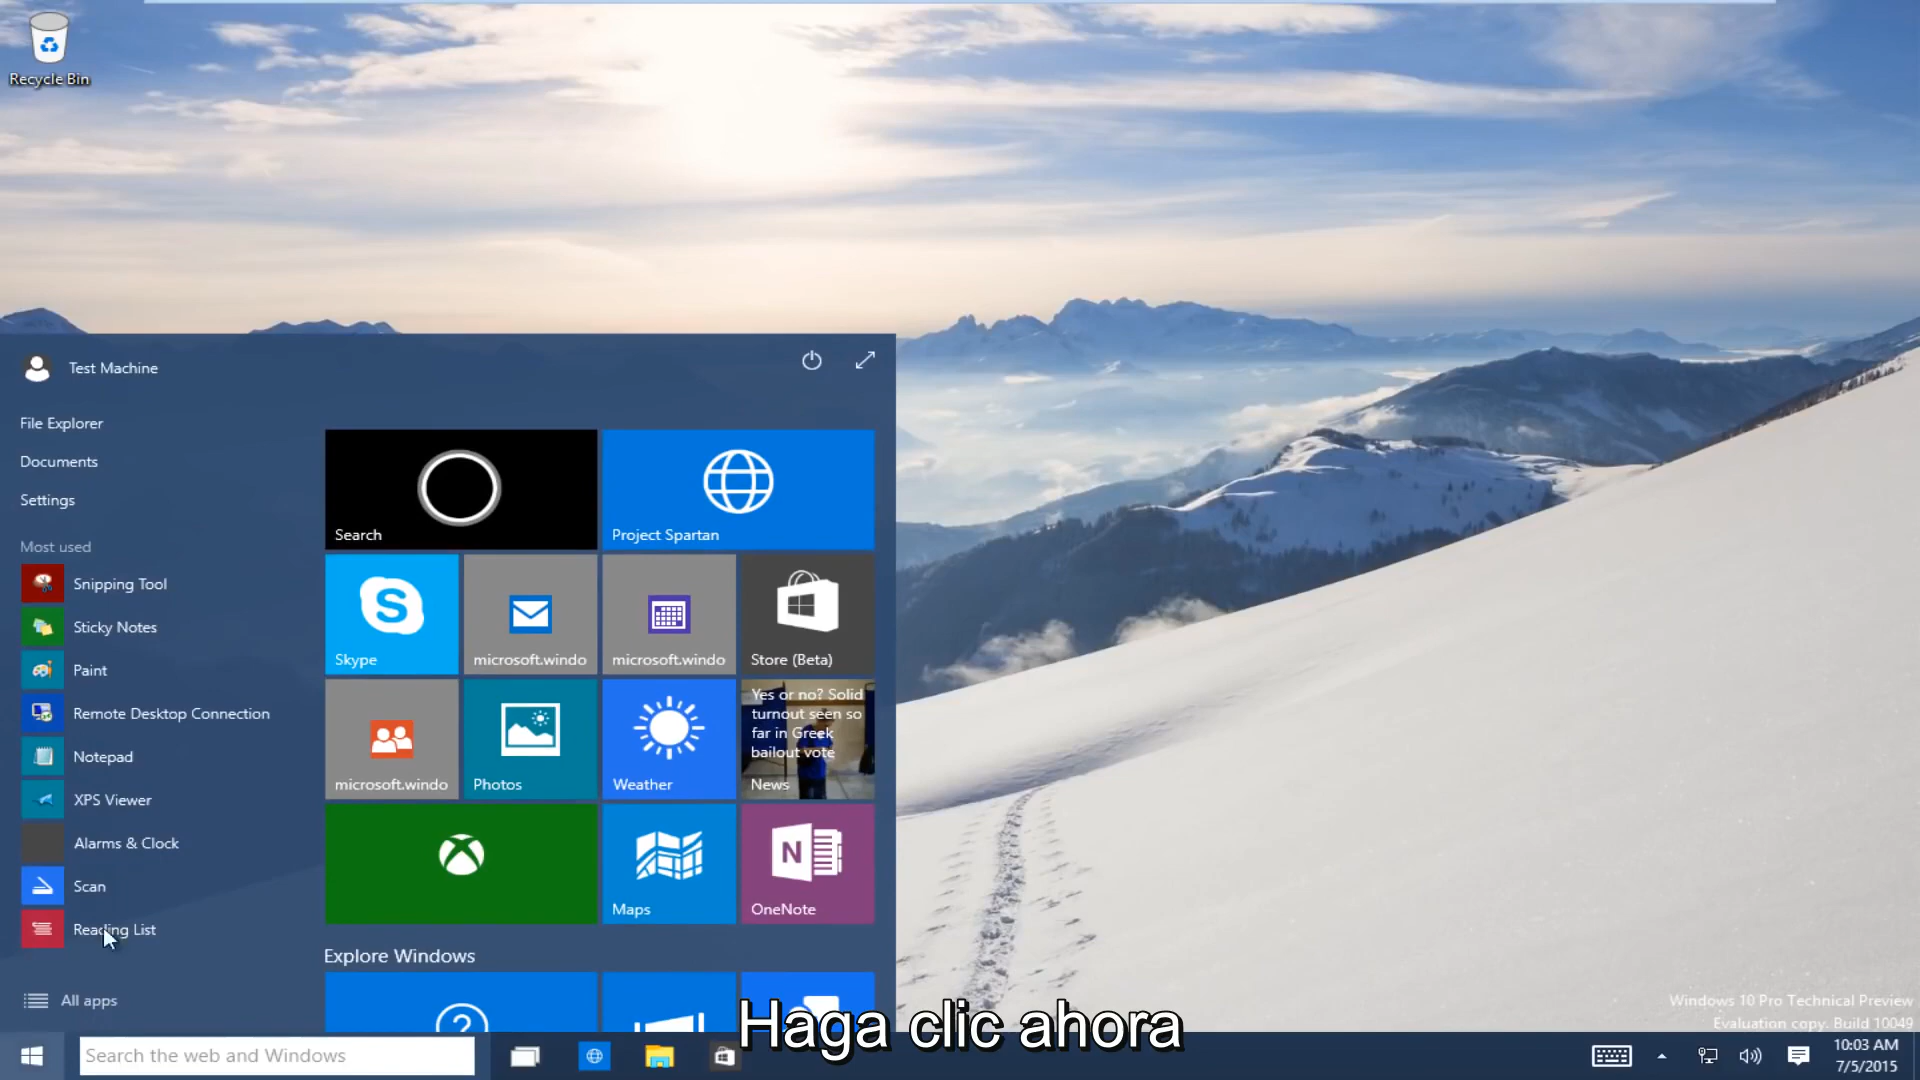 Recycle Bin
Test Machine
File Explorer
Documents
Settings
Most used
Snipping Tool
Sticky Notes
Paint
Remote Desktop Connection
Notepad
XPS Viewer
Alarms & Clock
Scan
Reading List
All apps
Search
Project Spartan
Skype
microsoft.windo
microsoft.windo
Store (Beta)
microsoft.windo
Photos
Weather
Yes or no? Solid
turnout seen so
far in Greek
bailout vote
News
Maps
N
OneNote
Explore Windows
Haga clic ahora
Windows 10 Pro Technical Preview
Evaluation copy. Build 10049
Search the web and Windows
10:03 AM
7/5/2015